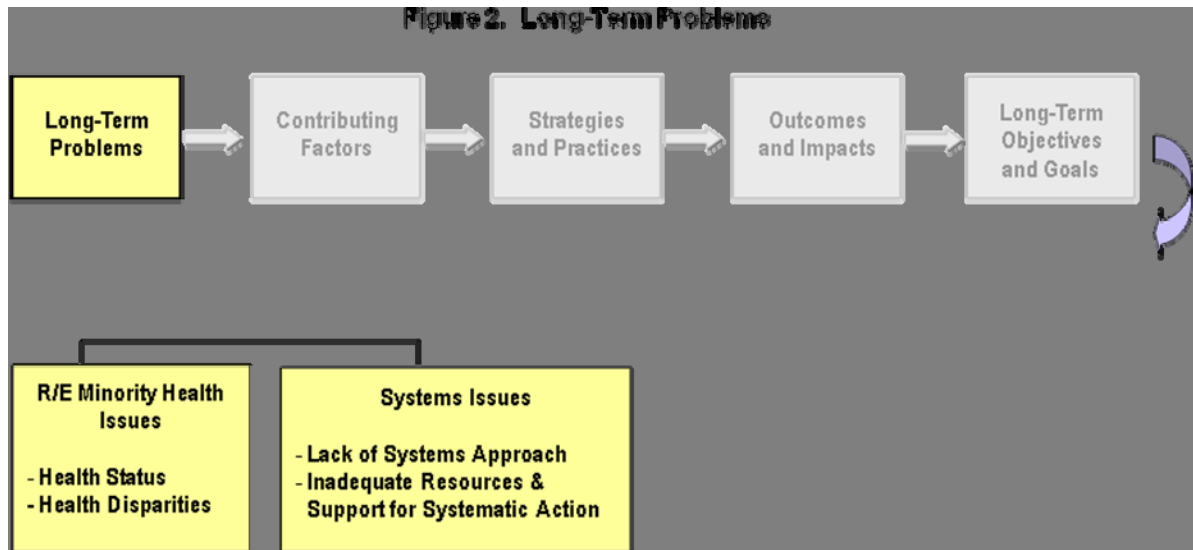 Figure 2. Long-Term Problems
Long-Term
Problems
Contributing
Factors
Strategies
and Practices
Outcomes
and Impacts
Long-Term
Objectives
and Goals
R/E Minority Health
Issues
- Health Status
- Health Disparities
Systems Issues
- Lack of Systems Approach
- Inadequate Resources &
Support for Systematic Action